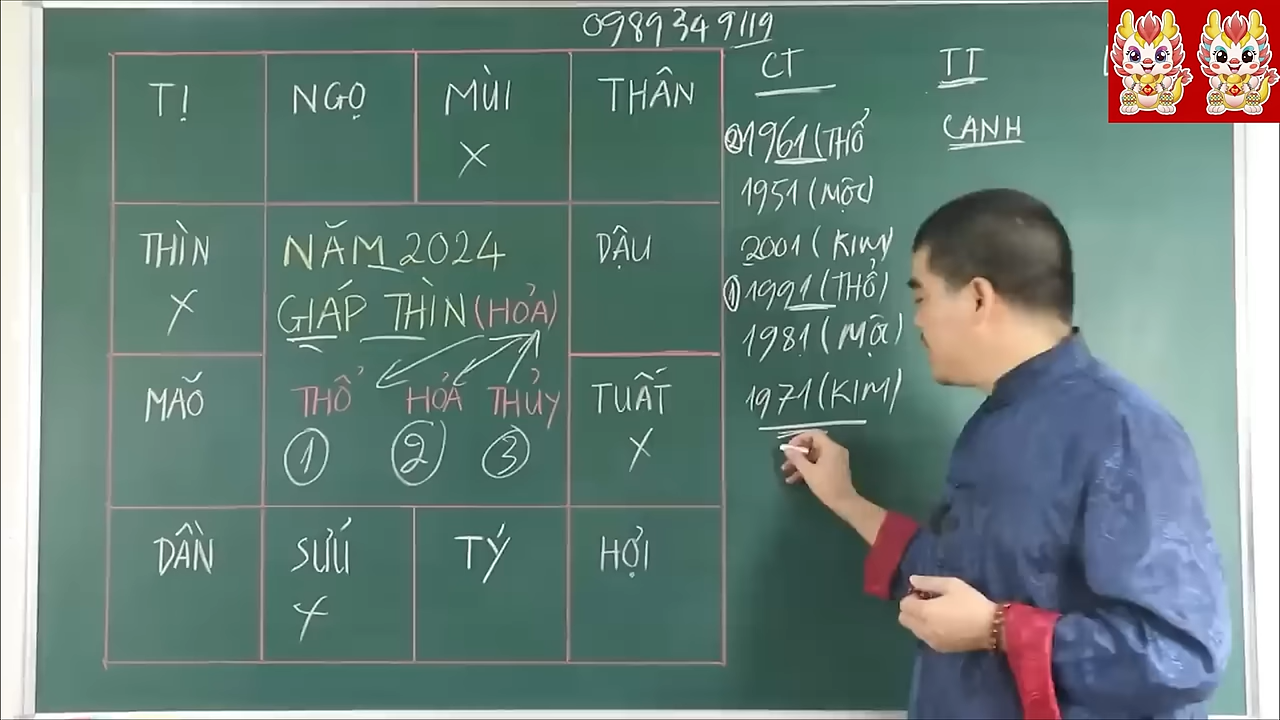 0989349119
TỊ NGỌ MÙI THÂN
X
THÌN NĂM 2024 DẬU
X GIÁP THÌN (HỎA)
MÃO THỔ HỎA THỦY TUẤT
① ② ③ X
DẦN SỬU TÝ HỢI
X
CT TT
② 1961 (THỔ CANH
1951 (MỘC)
2001 (KIM)
① 1991 (THỔ)
1981 (MỘC)
1971 (KIM)